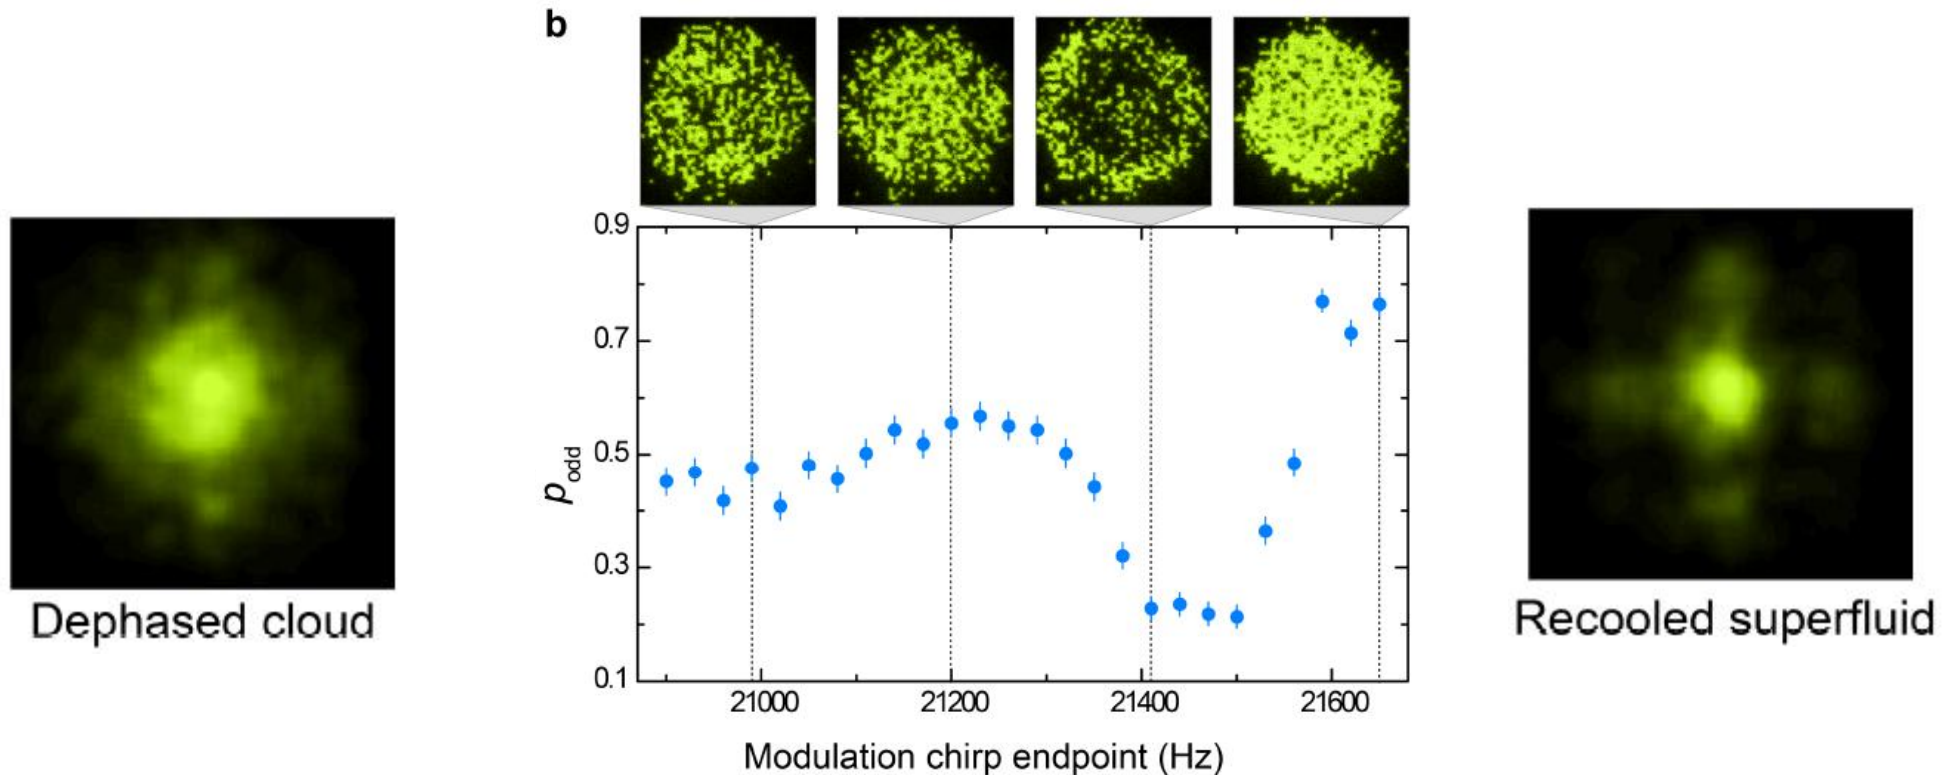 b
0.9
0.7
0.5
0.3
0.1
p_odd
21000 21200 21400 21600
Modulation chirp endpoint (Hz)
Dephased cloud
Recooled superfluid